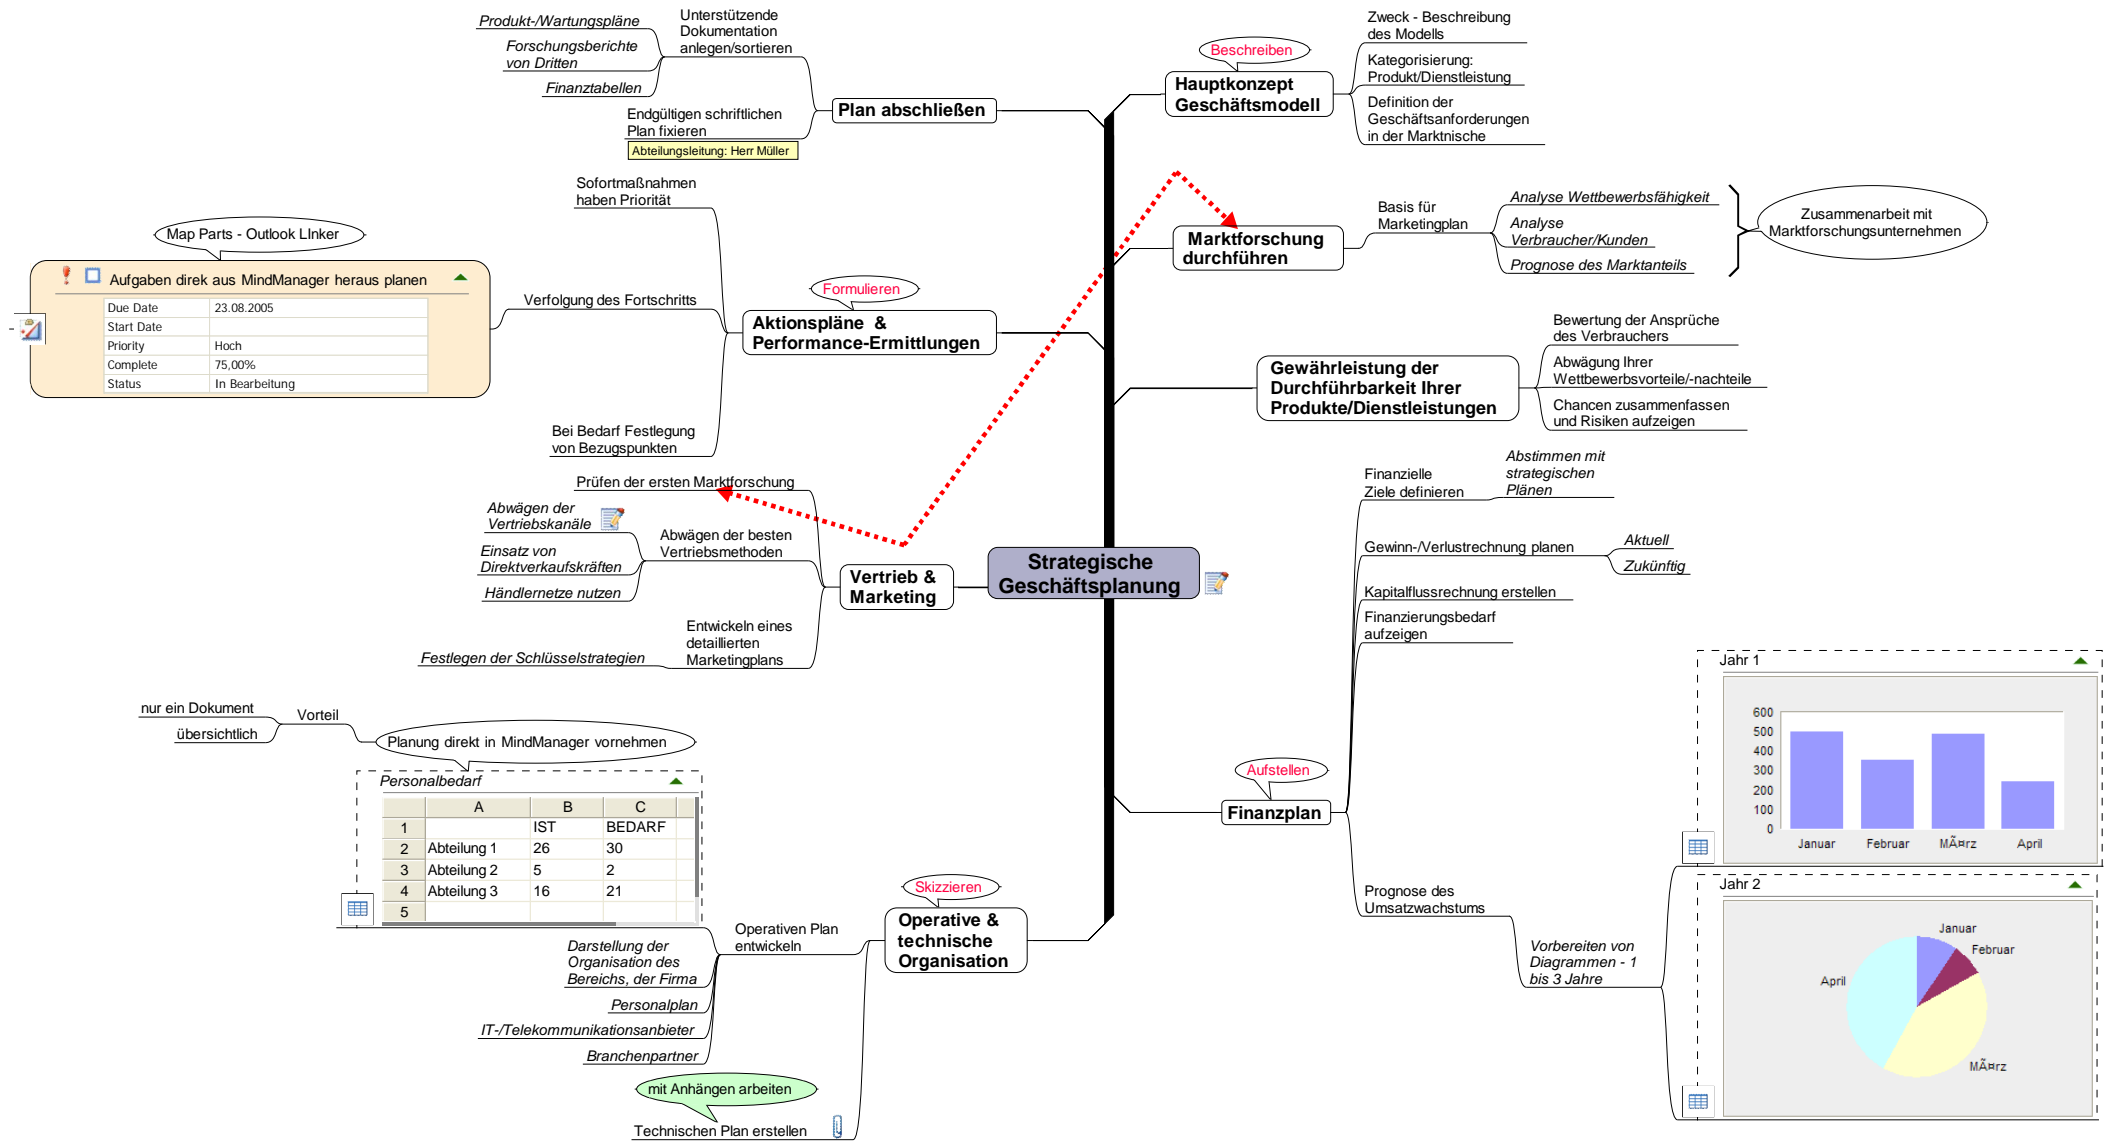 Strategische
Geschäftsplanung
Beschreiben
Hauptkonzept
Geschäftsmodell
Zweck - Beschreibung
des Modells
Kategorisierung:
Produkt/Dienstleistung
Definition der
Geschäftsanforderungen
in der Marktnische
Marktforschung
durchführen
Basis für
Marketingplan
Analyse Wettbewerbsfähigkeit
Analyse
Verbraucher/Kunden
Prognose des Marktanteils
Zusammenarbeit mit
Marktforschungsunternehmen
Gewährleistung der
Durchführbarkeit Ihrer
Produkte/Dienstleistungen
Bewertung der Ansprüche
des Verbrauchers
Abwägung Ihrer
Wettbewerbsvorteile/-nachteile
Chancen zusammenfassen
und Risiken aufzeigen
Aufstellen
Finanzplan
Finanzielle
Ziele definieren
Abstimmen mit
strategischen
Plänen
Gewinn-/Verlustrechnung planen
Aktuell
Zukünftig
Kapitalflussrechnung erstellen
Finanzierungsbedarf
aufzeigen
Prognose des
Umsatzwachstums
Vorbereiten von
Diagrammen - 1
bis 3 Jahre
Jahr 1
600
500
400
300
200
100
0
Januar Februar MÃ¤rz April
Jahr 2
Januar
Februar
April
MÃ¤rz
Plan abschließen
Unterstützende
Dokumentation
anlegen/sortieren
Produkt-/Wartungspläne
Forschungsberichte
von Dritten
Finanztabellen
Endgültigen schriftlichen
Plan fixieren
Abteilungsleitung: Herr Müller
Formulieren
Aktionspläne &
Performance-Ermittlungen
Sofortmaßnahmen
haben Priorität
Verfolgung des Fortschritts
Map Parts - Outlook LInker
Aufgaben direk aus MindManager heraus planen
Due Date 23.08.2005
Start Date
Priority Hoch
Complete 75,00%
Status In Bearbeitung
Bei Bedarf Festlegung
von Bezugspunkten
Vertrieb &
Marketing
Prüfen der ersten Marktforschung
Abwägen der besten
Vertriebsmethoden
Abwägen der
Vertriebskanäle
Einsatz von
Direktverkaufskräften
Händlernetze nutzen
Entwickeln eines
detaillierten
Marketingplans
Festlegen der Schlüsselstrategien
Skizzieren
Operative &
technische
Organisation
Operativen Plan
entwickeln
Planung direkt in MindManager vornehmen
Vorteil
nur ein Dokument
übersichtlich
Personalbedarf
A B C
1 IST BEDARF
2 Abteilung 1 26 30
3 Abteilung 2 5 2
4 Abteilung 3 16 21
5
Darstellung der
Organisation des
Bereichs, der Firma
Personalplan
IT-/Telekommunikationsanbieter
Branchenpartner
mit Anhängen arbeiten
Technischen Plan erstellen